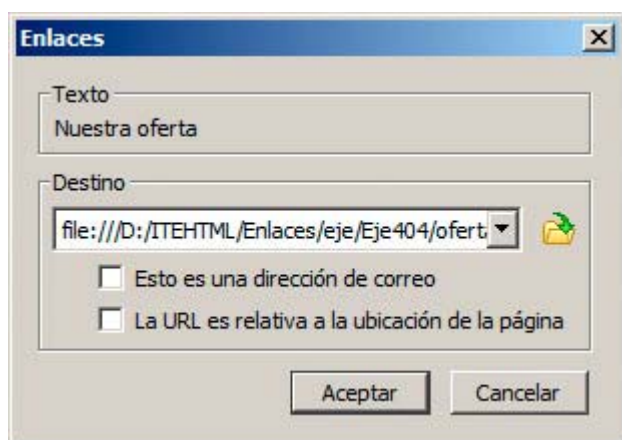 Enlaces
Texto
Nuestra oferta
Destino
file:///D:/ITEHTML/Enlaces/eje/Eje404/ofert
Esto es una dirección de correo
La URL es relativa a la ubicación de la página
Aceptar Cancelar